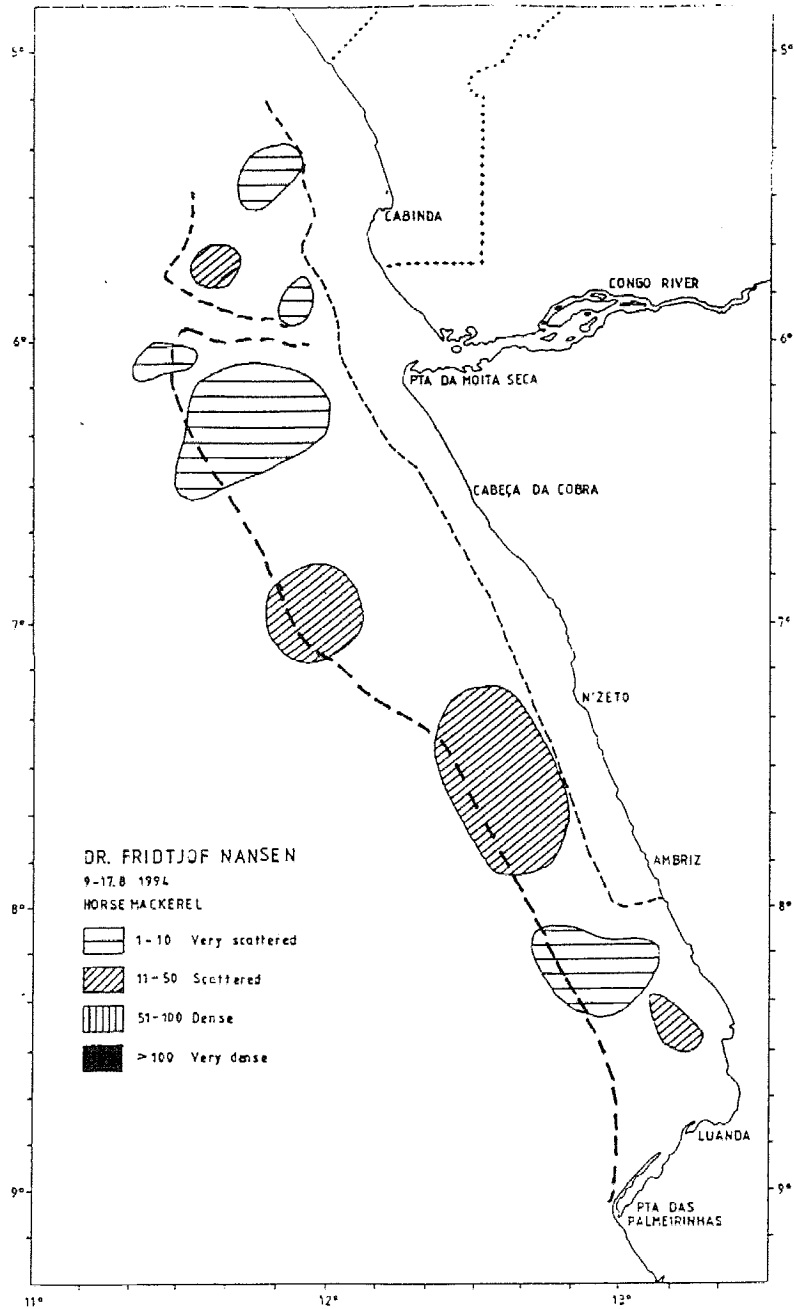 5° 5°
CABINDA
CONGO RIVER
6° 6°
PTA DA MOITA SECA
CABEÇA DA COBRA
7° 7°
N'ZETO
DR. FRIDTJOF NANSEN
9-17.8 1994
HORSE MACKEREL
1-10 Very scattered
11-50 Scattered
51-100 Dense
>100 Very dense
AMBRIZ
8° 8°
LUANDA
9° 9°
PTA DAS
PALMEIRINHAS
11° 12° 13°